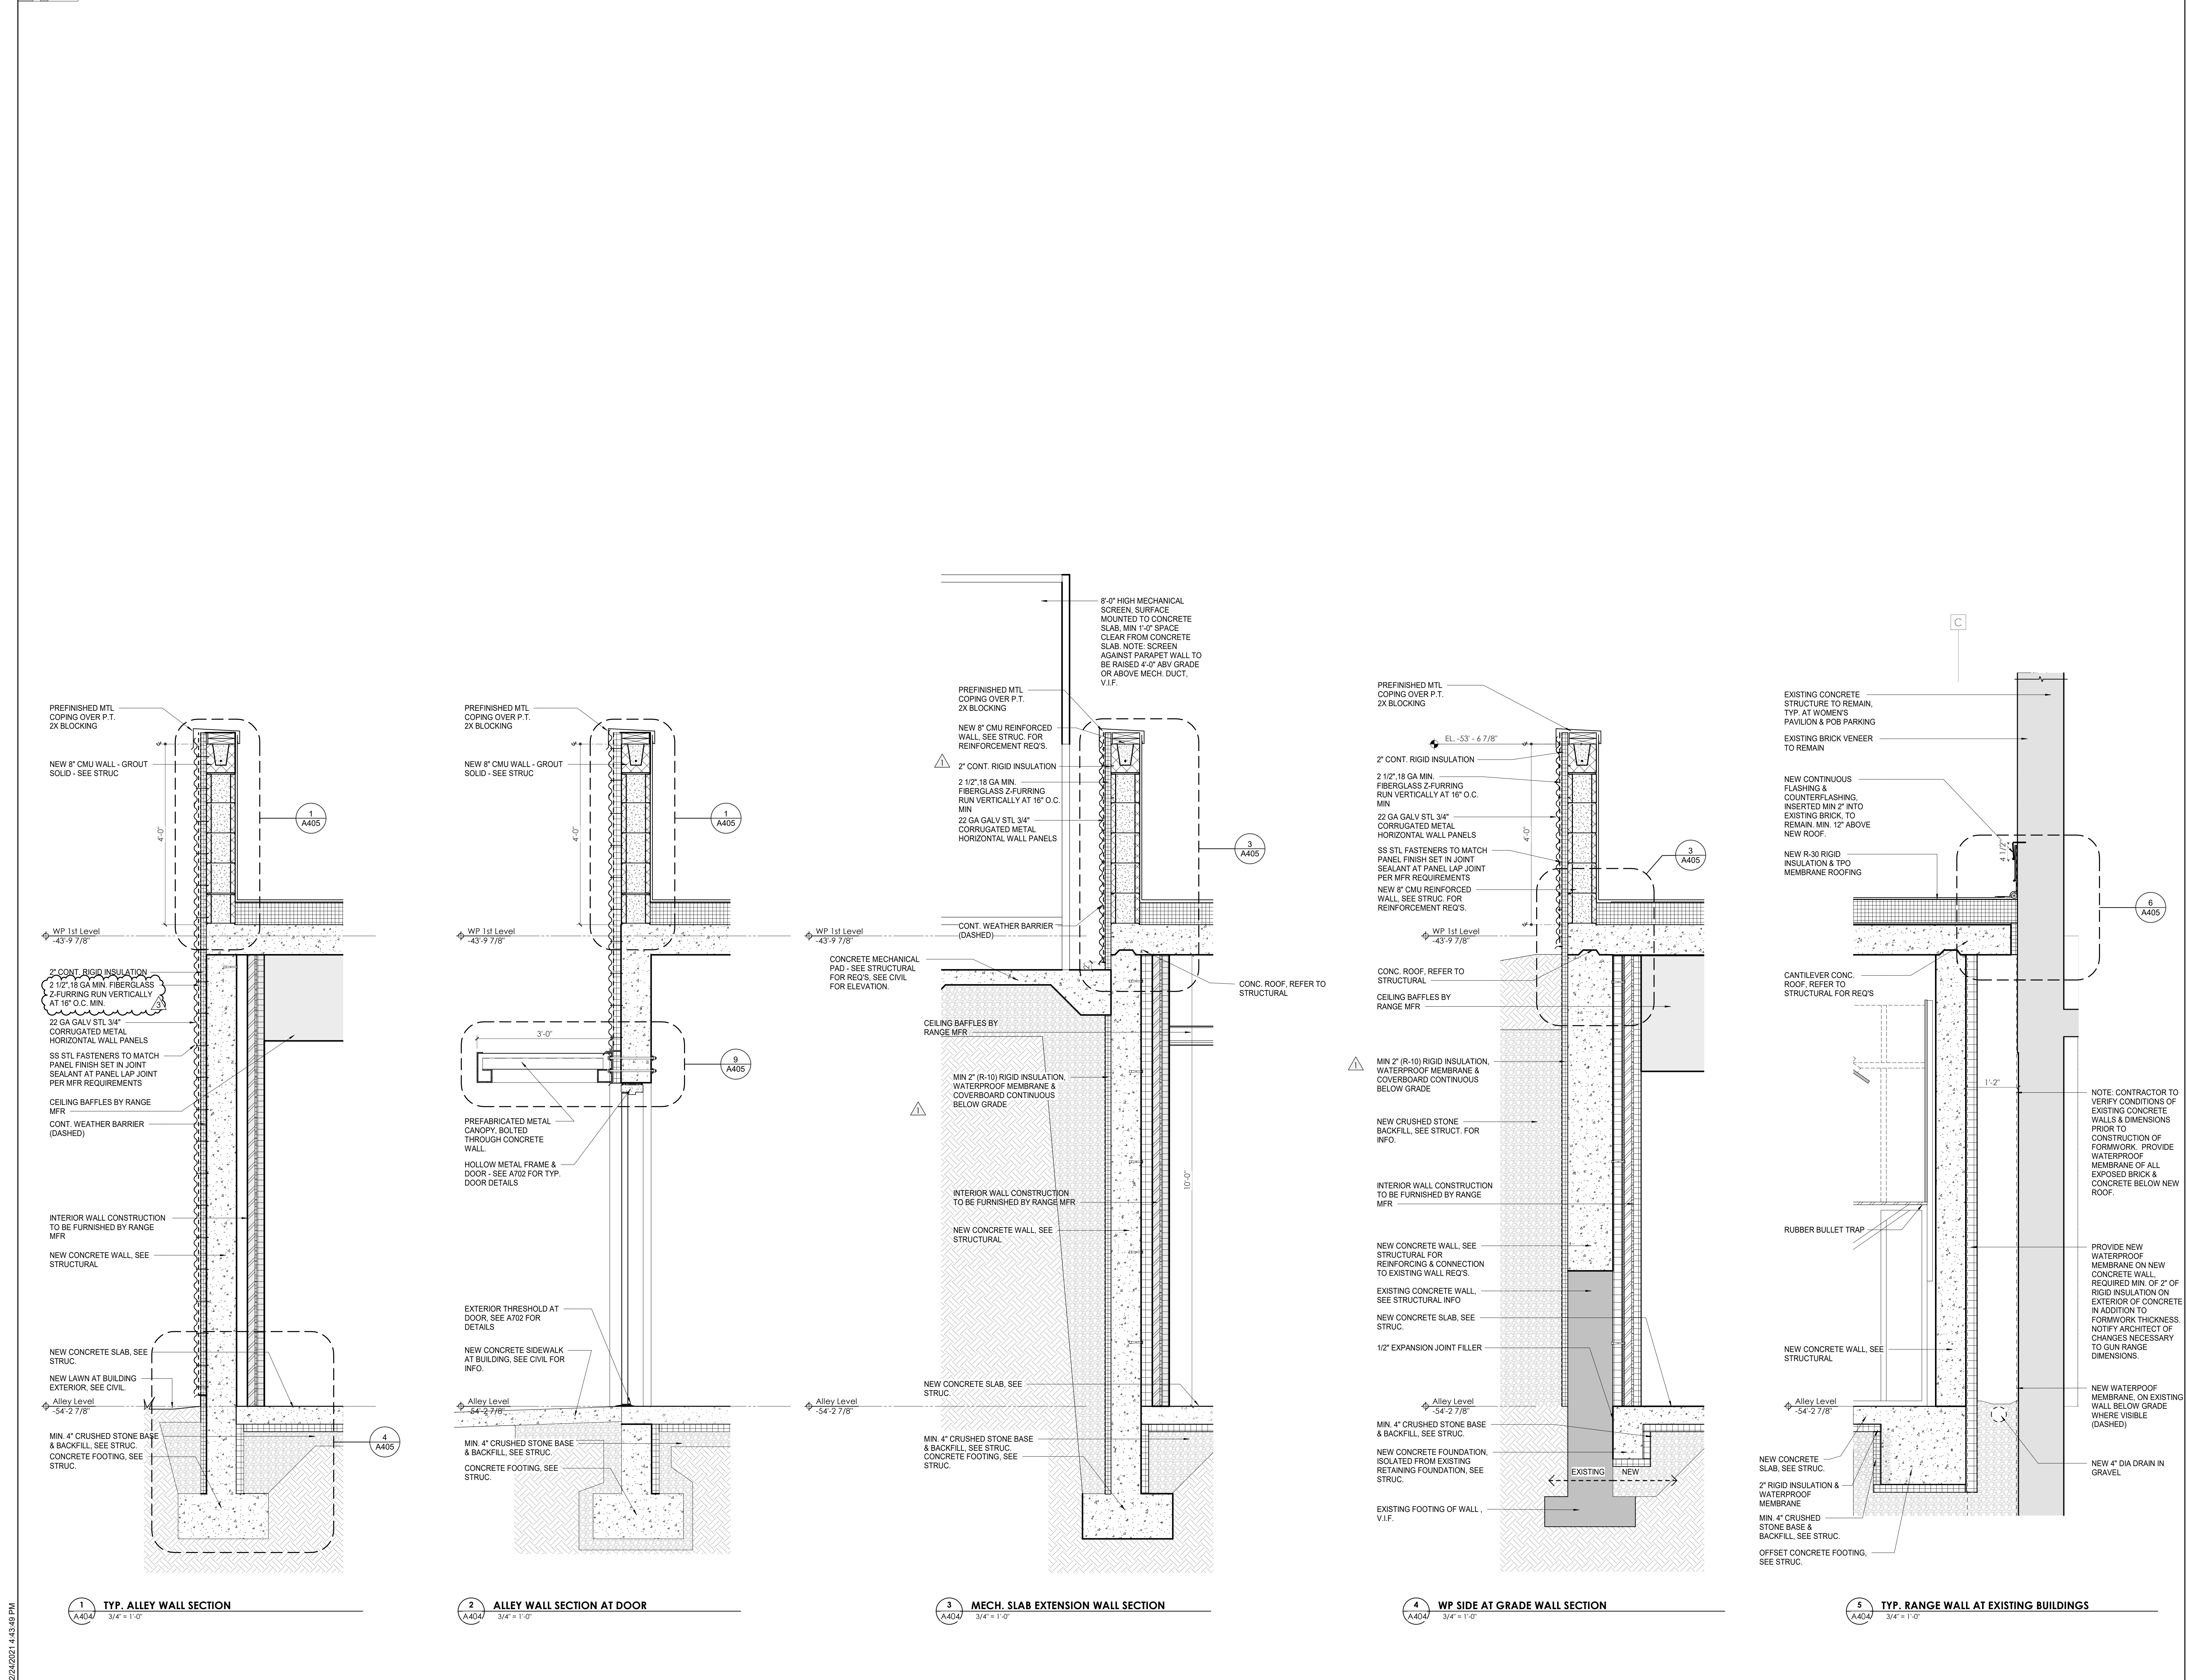 PREFINISHED MTL
COPING OVER P.T.
2X BLOCKING
NEW 8" CMU WALL - GROUT
SOLID - SEE STRUC
4'-0"
1
A405
WP 1st Level
-43'-9 7/8"
2" CONT. RIGID INSULATION
2 1/2",18 GA MIN. FIBERGLASS
Z-FURRING RUN VERTICALLY
AT 16" O.C. MIN.
3
22 GA GALV STL 3/4"
CORRUGATED METAL
HORIZONTAL WALL PANELS
SS STL FASTENERS TO MATCH
PANEL FINISH SET IN JOINT
SEALANT AT PANEL LAP JOINT
PER MFR REQUIREMENTS
CEILING BAFFLES BY RANGE
MFR
CONT. WEATHER BARRIER
(DASHED)
INTERIOR WALL CONSTRUCTION
TO BE FURNISHED BY RANGE
MFR
NEW CONCRETE WALL, SEE
STRUCTURAL
NEW CONCRETE SLAB, SEE
STRUC.
NEW LAWN AT BUILDING
EXTERIOR, SEE CIVIL.
Alley Level
-54'-2 7/8"
MIN. 4" CRUSHED STONE BASE
& BACKFILL, SEE STRUC.
CONCRETE FOOTING, SEE
STRUC.
4
A405
1
A404
TYP. ALLEY WALL SECTION
3/4" = 1'-0"
PREFINISHED MTL
COPING OVER P.T.
2X BLOCKING
NEW 8" CMU WALL - GROUT
SOLID - SEE STRUC
4'-0"
1
A405
WP 1st Level
-43'-9 7/8"
3'-0"
9
A405
PREFABRICATED METAL
CANOPY, BOLTED
THROUGH CONCRETE
WALL.
HOLLOW METAL FRAME &
DOOR - SEE A702 FOR TYP.
DOOR DETAILS
EXTERIOR THRESHOLD AT
DOOR, SEE A702 FOR
DETAILS
NEW CONCRETE SIDEWALK
AT BUILDING, SEE CIVIL FOR
INFO.
Alley Level
-54'-2 7/8"
MIN. 4" CRUSHED STONE BASE
& BACKFILL, SEE STRUC.
CONCRETE FOOTING, SEE
STRUC.
2
A404
ALLEY WALL SECTION AT DOOR
3/4" = 1'-0"
8'-0" HIGH MECHANICAL
SCREEN, SURFACE
MOUNTED TO CONCRETE
SLAB, MIN 1'-0" SPACE
CLEAR FROM CONCRETE
SLAB. NOTE: SCREEN
AGAINST PARAPET WALL TO
BE RAISED 4'-0" ABV GRADE
OR ABOVE MECH. DUCT,
V.I.F.
PREFINISHED MTL
COPING OVER P.T.
2X BLOCKING
NEW 8" CMU REINFORCED
WALL, SEE STRUC. FOR
REINFORCEMENT REQ'S.
1
2" CONT. RIGID INSULATION
2 1/2",18 GA MIN.
FIBERGLASS Z-FURRING
RUN VERTICALLY AT 16" O.C.
MIN
22 GA GALV STL 3/4"
CORRUGATED METAL
HORIZONTAL WALL PANELS
3
A405
CONT. WEATHER BARRIER
(DASHED)
WP 1st Level
-43'-9 7/8"
CONCRETE MECHANICAL
PAD - SEE STRUCTURAL
FOR REQ'S, SEE CIVIL
FOR ELEVATION.
2"
CONC. ROOF, REFER TO
STRUCTURAL
CEILING BAFFLES BY
RANGE MFR
MIN 2" (R-10) RIGID INSULATION,
WATERPROOF MEMBRANE &
COVERBOARD CONTINUOUS
BELOW GRADE
1
10'-0"
INTERIOR WALL CONSTRUCTION
TO BE FURNISHED BY RANGE MFR
NEW CONCRETE WALL, SEE
STRUCTURAL
NEW CONCRETE SLAB, SEE
STRUC.
Alley Level
-54'-2 7/8"
MIN. 4" CRUSHED STONE BASE
& BACKFILL, SEE STRUC.
CONCRETE FOOTING, SEE
STRUC.
3
A404
MECH. SLAB EXTENSION WALL SECTION
3/4" = 1'-0"
PREFINISHED MTL
COPING OVER P.T.
2X BLOCKING
EL. -53' - 6 7/8"
2" CONT. RIGID INSULATION
2 1/2",18 GA MIN.
FIBERGLASS Z-FURRING
RUN VERTICALLY AT 16" O.C.
MIN
22 GA GALV STL 3/4"
CORRUGATED METAL
HORIZONTAL WALL PANELS
4'-0"
SS STL FASTENERS TO MATCH
PANEL FINISH SET IN JOINT
SEALANT AT PANEL LAP JOINT
PER MFR REQUIREMENTS
NEW 8" CMU REINFORCED
WALL, SEE STRUC. FOR
REINFORCEMENT REQ'S.
3
A405
WP 1st Level
-43'-9 7/8"
CONC. ROOF, REFER TO
STRUCTURAL
CEILING BAFFLES BY
RANGE MFR
1
MIN 2" (R-10) RIGID INSULATION,
WATERPROOF MEMBRANE &
COVERBOARD CONTINUOUS
BELOW GRADE
NEW CRUSHED STONE
BACKFILL, SEE STRUCT. FOR
INFO.
INTERIOR WALL CONSTRUCTION
TO BE FURNISHED BY RANGE
MFR
NEW CONCRETE WALL, SEE
STRUCTURAL FOR
REINFORCING & CONNECTION
TO EXISTING WALL REQ'S.
EXISTING CONCRETE WALL,
SEE STRUCTURAL INFO
NEW CONCRETE SLAB, SEE
STRUC.
1/2" EXPANSION JOINT FILLER
Alley Level
-54'-2 7/8"
MIN. 4" CRUSHED STONE BASE
& BACKFILL, SEE STRUC.
NEW CONCRETE FOUNDATION,
ISOLATED FROM EXISTING
RETAINING FOUNDATION, SEE
STRUC.
EXISTING
NEW
EXISTING FOOTING OF WALL ,
V.I.F.
4
A404
WP SIDE AT GRADE WALL SECTION
3/4" = 1'-0"
C
EXISTING CONCRETE
STRUCTURE TO REMAIN,
TYP. AT WOMEN'S
PAVILION & POB PARKING
EXISTING BRICK VENEER
TO REMAIN
NEW CONTINUOUS
FLASHING &
COUNTERFLASHING,
INSERTED MIN 2" INTO
EXISTING BRICK, TO
REMAIN. MIN. 12" ABOVE
NEW ROOF.
4 1/2"
NEW R-30 RIGID
INSULATION & TPO
MEMBRANE ROOFING
6
A405
CANTILEVER CONC.
ROOF, REFER TO
STRUCTURAL FOR REQ'S
1'-2"
NOTE: CONTRACTOR TO
VERIFY CONDITIONS OF
EXISTING CONCRETE
WALLS & DIMENSIONS
PRIOR TO
CONSTRUCTION OF
FORMWORK. PROVIDE
WATERPROOF
MEMBRANE OF ALL
EXPOSED BRICK &
CONCRETE BELOW NEW
ROOF.
RUBBER BULLET TRAP
PROVIDE NEW
WATERPROOF
MEMBRANE ON NEW
CONCRETE WALL,
REQUIRED MIN. OF 2" OF
RIGID INSULATION ON
EXTERIOR OF CONCRETE
IN ADDITION TO
FORMWORK THICKNESS.
NOTIFY ARCHITECT OF
CHANGES NECESSARY
TO GUN RANGE
DIMENSIONS.
NEW CONCRETE WALL, SEE
STRUCTURAL
NEW WATERPOOF
MEMBRANE, ON EXISTING
WALL BELOW GRADE
WHERE VISIBLE
(DASHED)
Alley Level
-54'-2 7/8"
NEW CONCRETE
SLAB, SEE STRUC.
NEW 4" DIA DRAIN IN
GRAVEL
2" RIGID INSULATION &
WATERPROOF
MEMBRANE
MIN. 4" CRUSHED
STONE BASE &
BACKFILL, SEE STRUC.
OFFSET CONCRETE FOOTING,
SEE STRUC.
5
A404
TYP. RANGE WALL AT EXISTING BUILDINGS
3/4" = 1'-0"
2/24/2021 4:43:49 PM